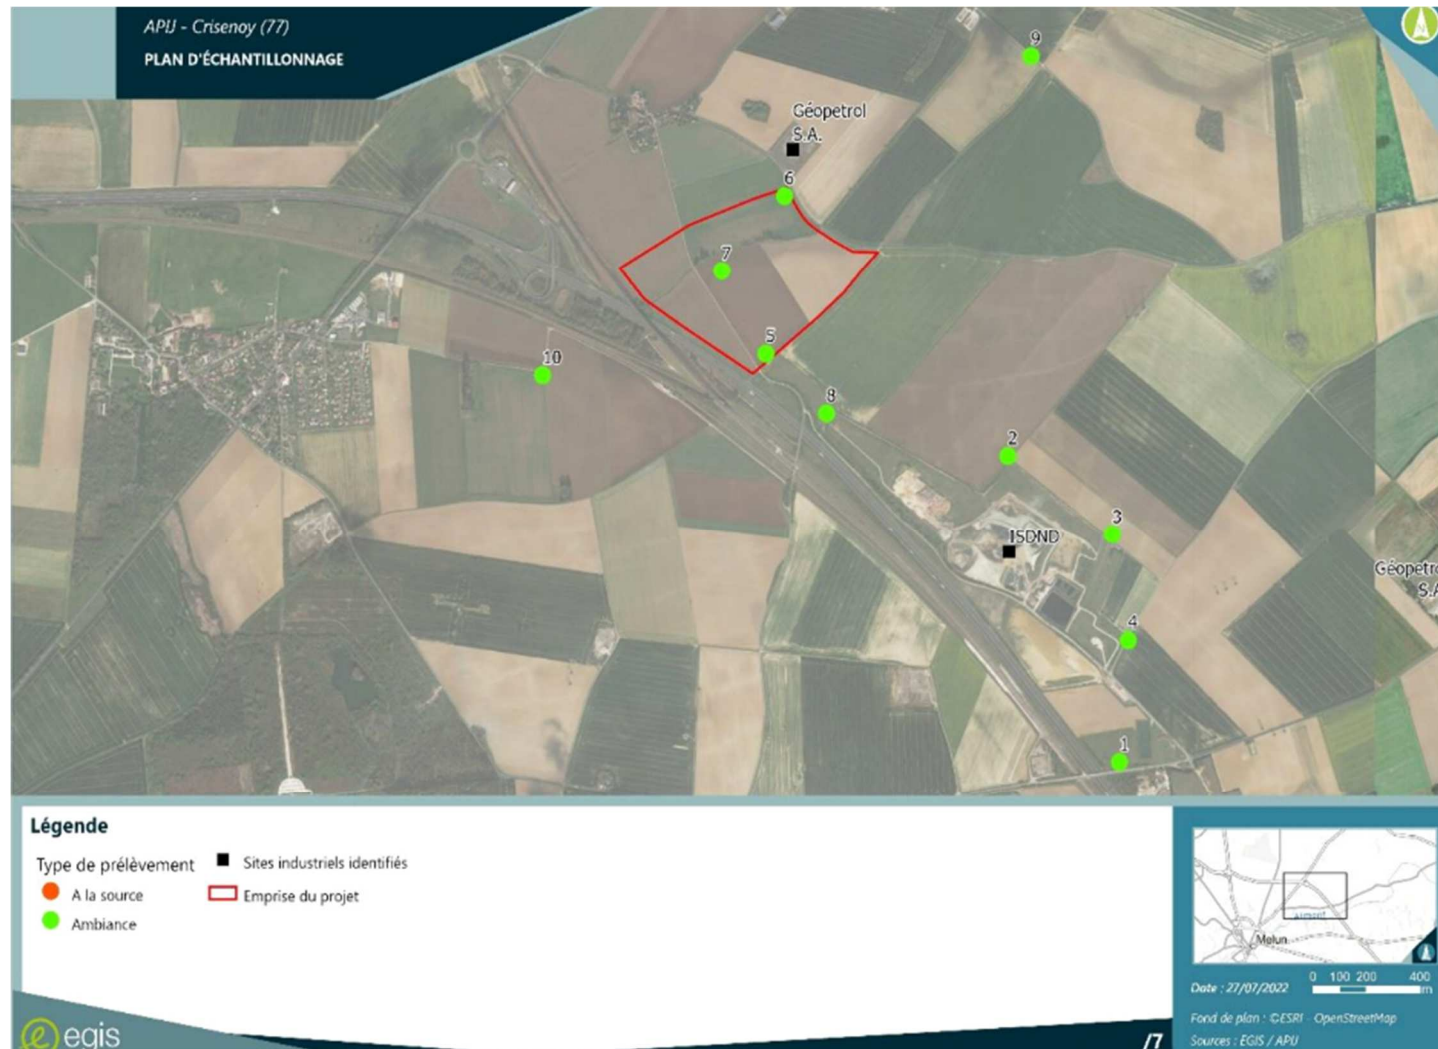 APIJ - Crisenoy (77)
PLAN D'ÉCHANTILLONNAGE
9
Géopetrol
S.A.
6
7
5
10
8
2
3
ISDND
4
1
Légende
Type de prélèvement
A la source
Ambiance
Sites industriels identifiés
Emprise du projet
Melun
Date : 27/07/2022
0 100 200 400
m
Fond de plan : ©ESRI - OpenStreetMap
Sources : EGIS / APIJ
egis
/7